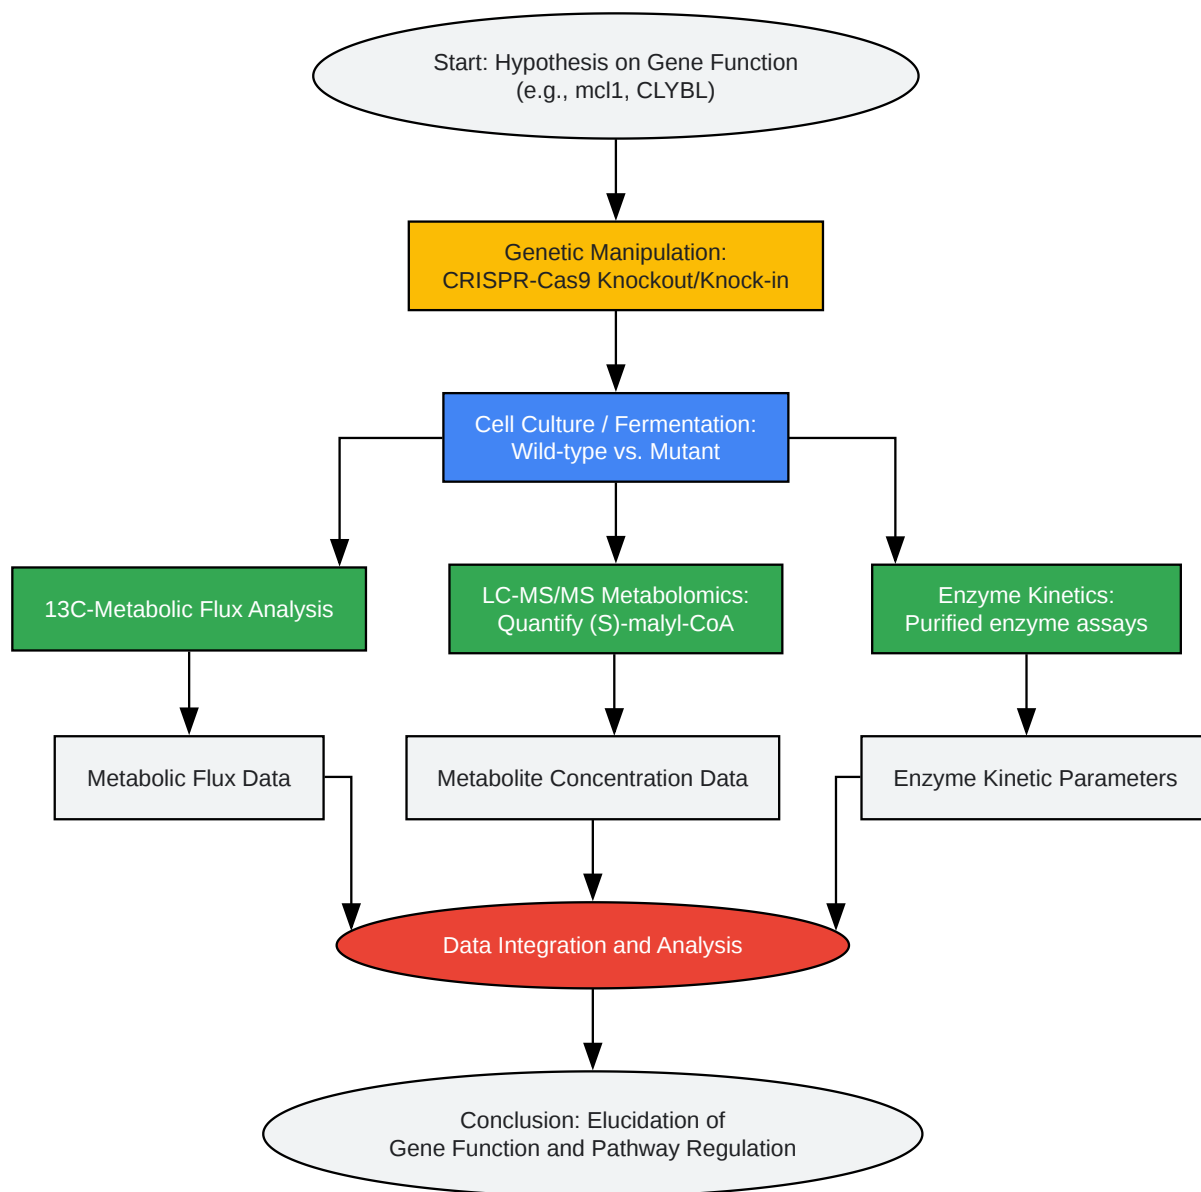 Start: Hypothesis on Gene Function
(e.g., mcl1, CLYBL)
Genetic Manipulation:
CRISPR-Cas9 Knockout/Knock-in
Cell Culture / Fermentation:
Wild-type vs. Mutant
13C-Metabolic Flux Analysis
LC-MS/MS Metabolomics:
Quantify (S)-malyl-CoA
Enzyme Kinetics:
Purified enzyme assays
Metabolic Flux Data
Metabolite Concentration Data
Enzyme Kinetic Parameters
Data Integration and Analysis
Conclusion: Elucidation of
Gene Function and Pathway Regulation